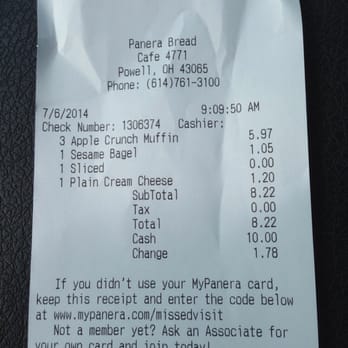 Panera Bread
Cafe 4771
Powell, OH 43065
Phone: (614)761-3100
7/6/2014 9:09:50 AM
Check Number: 1306374 Cashier:
3 Apple Crunch Muffin 5.97
1 Sesame Bagel 1.05
1 Sliced 0.00
1 Plain Cream Cheese 1.20
SubTotal 8.22
Tax 0.00
Total 8.22
Cash 10.00
Change 1.78
If you didn't use your MyPanera card,
keep this receipt and enter the code below
at www.mypanera.com/missedvisit
Not a member yet? Ask an Associate for
your own card and join today!